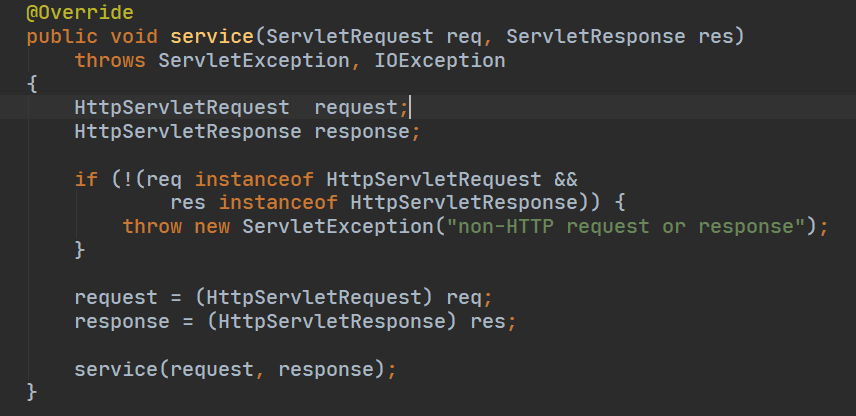 @Override
public void service(ServletRequest req, ServletResponse res)
    throws ServletException, IOException
{
    HttpServletRequest  request;
    HttpServletResponse response;

    if (!(req instanceof HttpServletRequest &&
            res instanceof HttpServletResponse)) {
        throw new ServletException("non-HTTP request or response");
    }

    request = (HttpServletRequest) req;
    response = (HttpServletResponse) res;

    service(request, response);
}